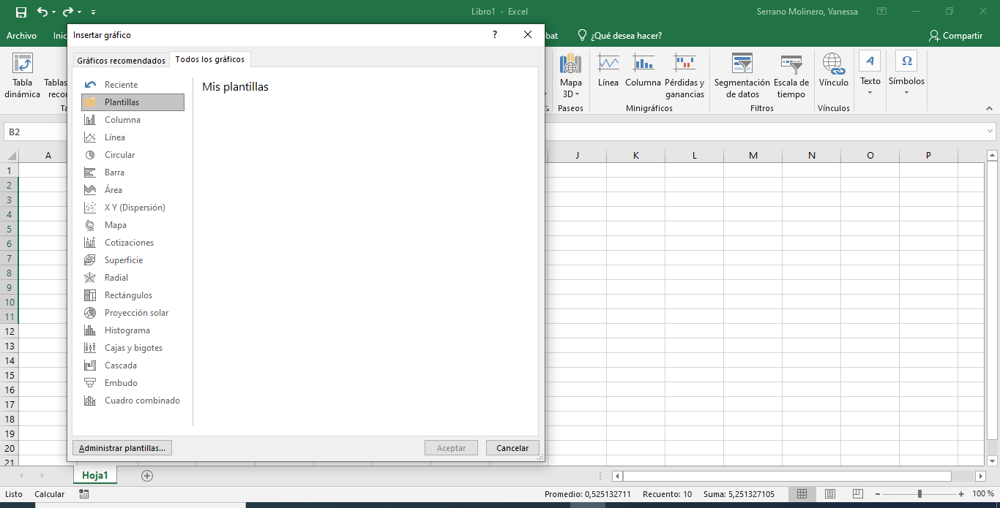 Libro1 - Excel
Serrano Molinero, Vanessa
Archivo
¿Qué desea hacer?
Compartir
Insertar gráfico
?
Gráficos recomendados
Todos los gráficos
Reciente
Plantillas
Columna
Línea
Circular
Barra
Área
X Y (Dispersión)
Mapa
Cotizaciones
Superficie
Radial
Rectángulos
Proyección solar
Histograma
Cajas y bigotes
Cascada
Embudo
Cuadro combinado
Mis plantillas
Administrar plantillas...
Aceptar
Cancelar
Tabla
dinámica
Tablas
Mapa
3D
Paseos
Línea
Columna
Pérdidas y
ganancias
Minigráficos
Segmentación
de datos
Escala de
tiempo
Filtros
Vínculo
Vínculos
Texto
Símbolos
B2
A J K L M N O P
1
2
3
4
5
6
7
8
9
10
11
12
13
14
15
16
17
18
19
20
21
Hoja1
Listo
Calcular
Promedio: 0,525132711 Recuento: 10 Suma: 5,251327105
100 %